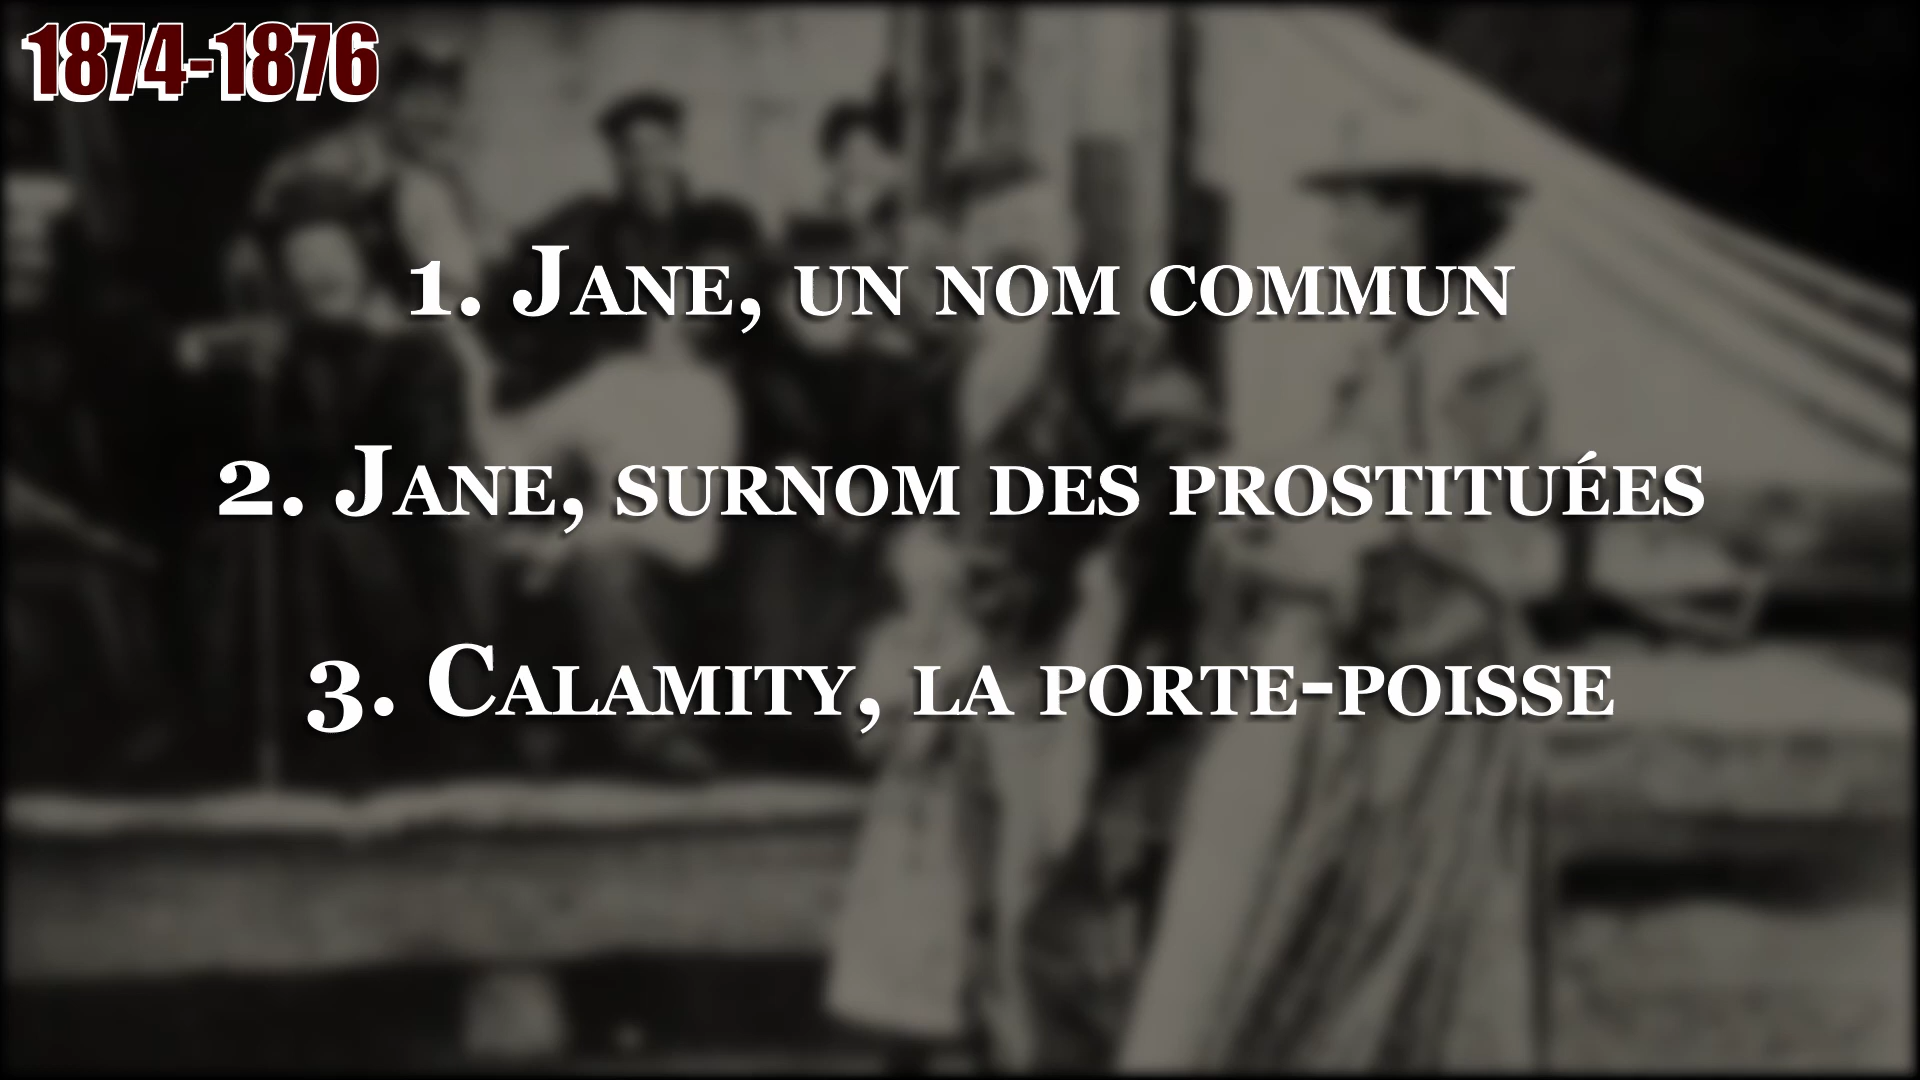 1874-1876
1. Jane, un nom commun
2. Jane, surnom des prostituées
3. Calamity, la porte-poisse